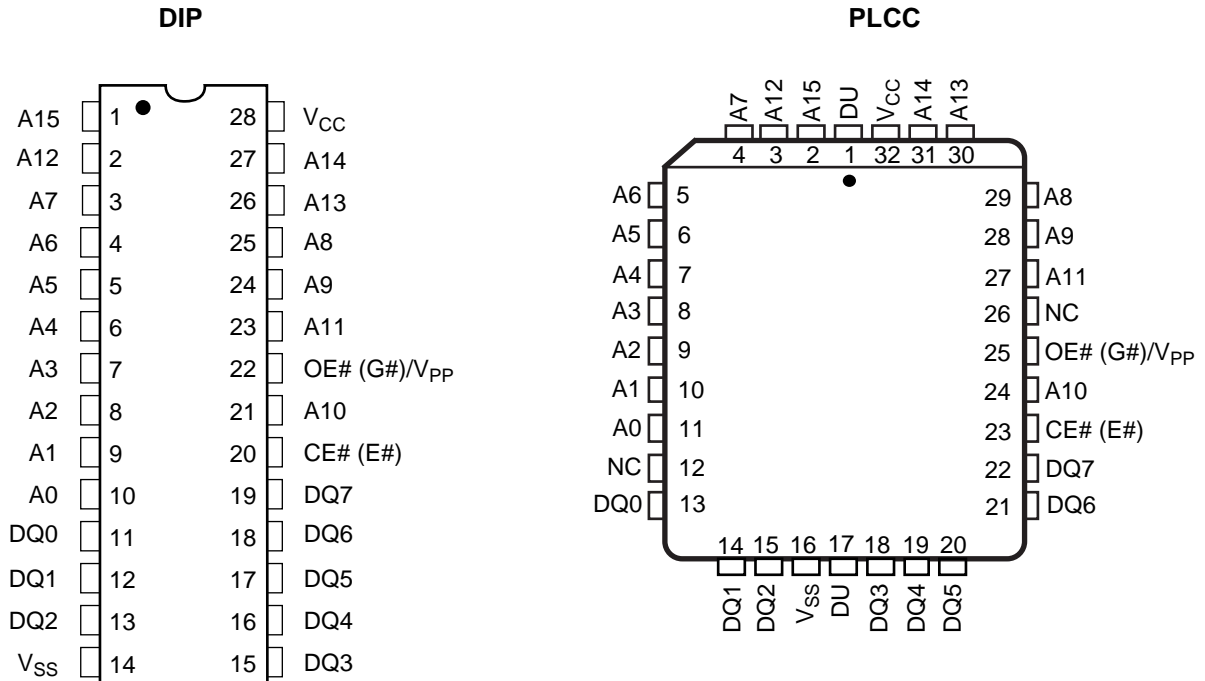 DIP
A15 1 28 VCC
A12 2 27 A14
A7 3 26 A13
A6 4 25 A8
A5 5 24 A9
A4 6 23 A11
A3 7 22 OE# (G#)/VPP
A2 8 21 A10
A1 9 20 CE# (E#)
A0 10 19 DQ7
DQ0 11 18 DQ6
DQ1 12 17 DQ5
DQ2 13 16 DQ4
VSS 14 15 DQ3
PLCC
A7 A12 A15 DU VCC A14 A13
4 3 2 1 32 31 30
A6 5 29 A8
A5 6 28 A9
A4 7 27 A11
A3 8 26 NC
A2 9 25 OE# (G#)/VPP
A1 10 24 A10
A0 11 23 CE# (E#)
NC 12 22 DQ7
DQ0 13 21 DQ6
14 15 16 17 18 19 20
DQ1 DQ2 VSS DU DQ3 DQ4 DQ5